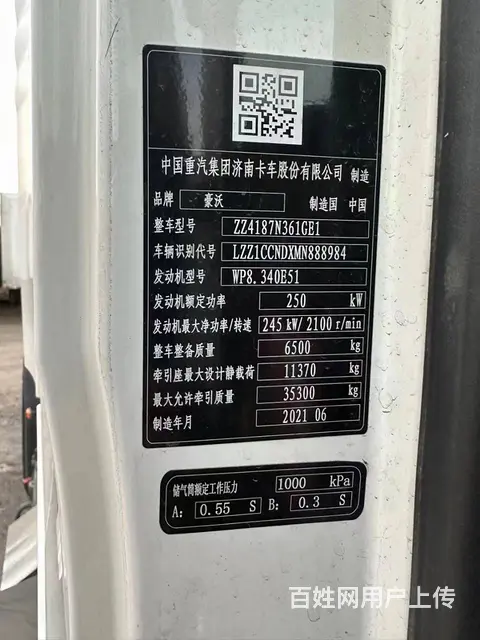 中国重汽集团济南卡车股份有限公司 制造
品牌 豪沃 制造国 中国
整车型号 ZZ4187N361GE1
车辆识别代号 LZZ1CCNDXMN888984
发动机型号 WP8.340E51
发动机额定功率 250 kW
发动机最大净功率/转速 245 kW/2100 r/min
整车整备质量 6500 kg
牵引座最大设计静载荷 11370 kg
最大允许牵引质量 35300 kg
制造年月 2021 06
储气筒额定工作压力 1000 kPa
A: 0.55 S B: 0.3 S
百姓网用户上传